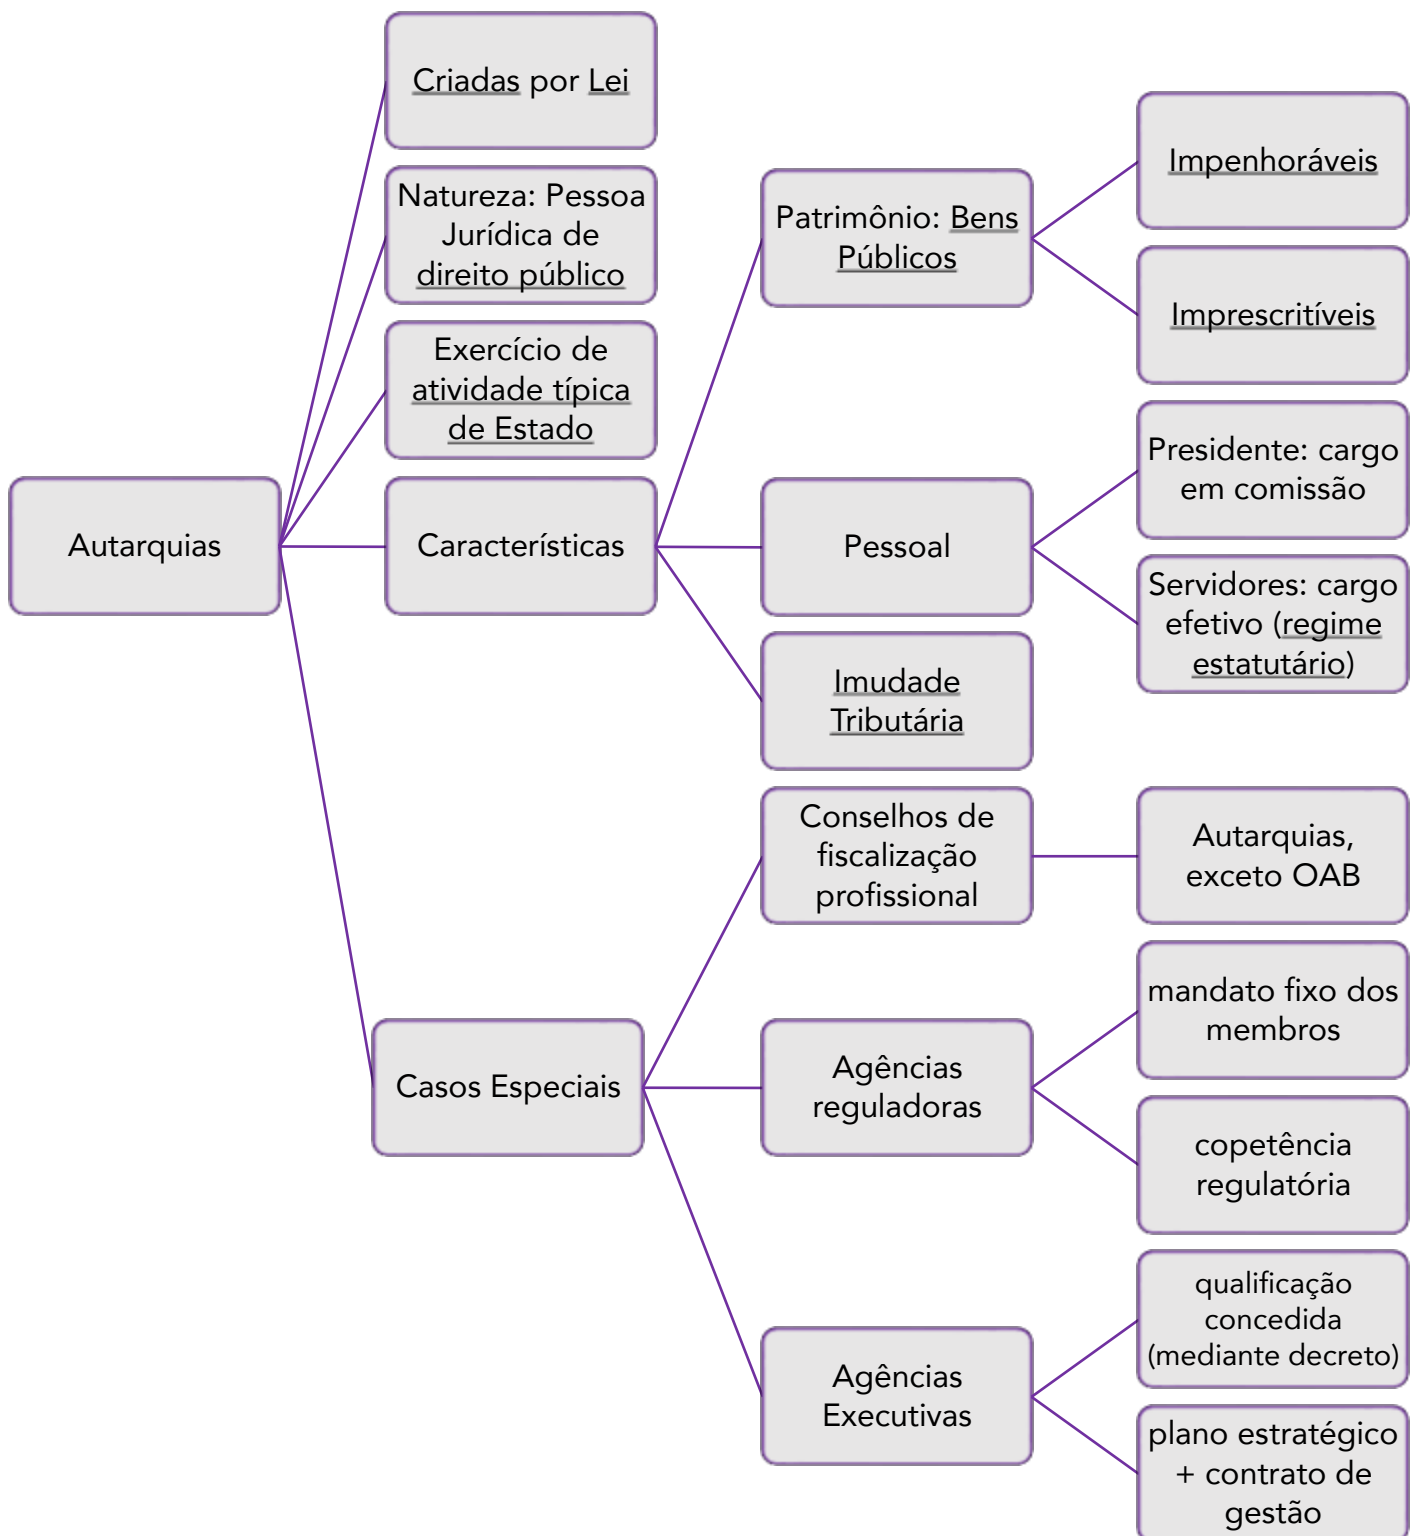 Criadas por Lei
Natureza: Pessoa
Jurídica de
direito público
Exercício de
atividade típica
de Estado
Autarquias
Características
Patrimônio: Bens
Públicos
Impenhoráveis
Imprescritíveis
Pessoal
Presidente: cargo
em comissão
Servidores: cargo
efetivo (regime
estatutário)
Imudade
Tributária
Casos Especiais
Conselhos de
fiscalização
profissional
Autarquias,
exceto OAB
Agências
reguladoras
mandato fixo dos
membros
copetência
regulatória
Agências
Executivas
qualificação
concedida
(mediante decreto)
plano estratégico
+ contrato de
gestão